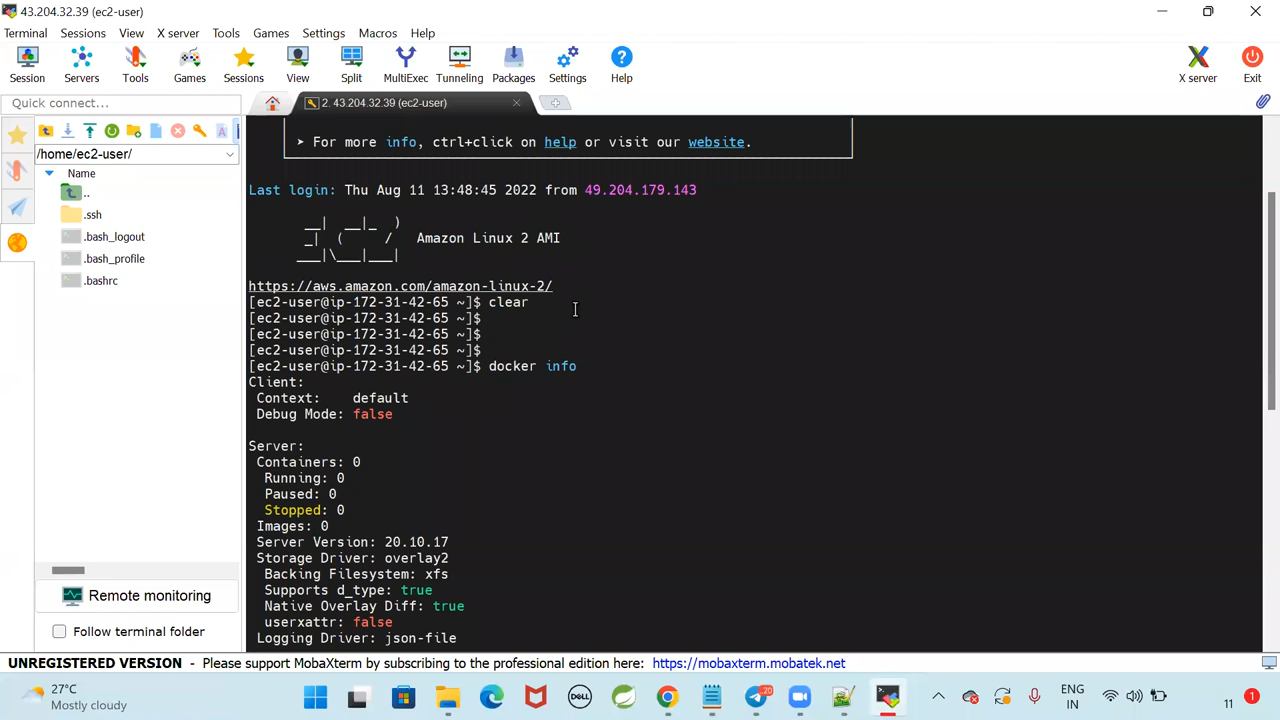 43.204.32.39 (ec2-user)
Terminal Sessions View X server Tools Games Settings Macros Help
Session Servers Tools Games Sessions View Split MultiExec Tunneling Packages Settings Help X server Exit
Quick connect...
2. 43.204.32.39 (ec2-user)
/home/ec2-user/
Name
..
.ssh
.bash_logout
.bash_profile
.bashrc
Remote monitoring
Follow terminal folder
➤ For more info, ctrl+click on help or visit our website.
Last login: Thu Aug 11 13:48:45 2022 from 49.204.179.143
__| __|_ )
_| ( / Amazon Linux 2 AMI
___|\___|___|
https://aws.amazon.com/amazon-linux-2/
[ec2-user@ip-172-31-42-65 ~]$ clear
[ec2-user@ip-172-31-42-65 ~]$
[ec2-user@ip-172-31-42-65 ~]$
[ec2-user@ip-172-31-42-65 ~]$
[ec2-user@ip-172-31-42-65 ~]$ docker info
Client:
Context: default
Debug Mode: false
Server:
Containers: 0
Running: 0
Paused: 0
Stopped: 0
Images: 0
Server Version: 20.10.17
Storage Driver: overlay2
Backing Filesystem: xfs
Supports d_type: true
Native Overlay Diff: true
userxattr: false
Logging Driver: json-file
UNREGISTERED VERSION - Please support MobaXterm by subscribing to the professional edition here: https://mobaxterm.mobatek.net
27°C
Mostly cloudy
DELL
20
ENG
IN
11
1